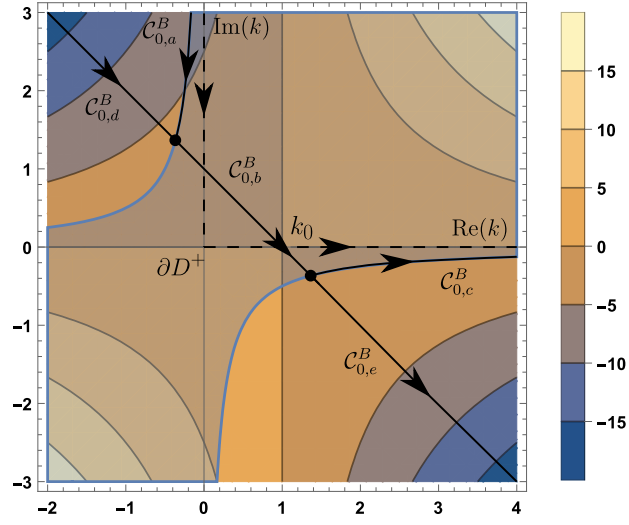 3
2
1
0
−1
−2
−3
−2 −1 0 1 2 3 4
𝒞^B_{0,a}
Im(k)
𝒞^B_{0,d}
𝒞^B_{0,b}
k_0
Re(k)
∂D^+
𝒞^B_{0,c}
𝒞^B_{0,e}
15
10
5
0
−5
−10
−15